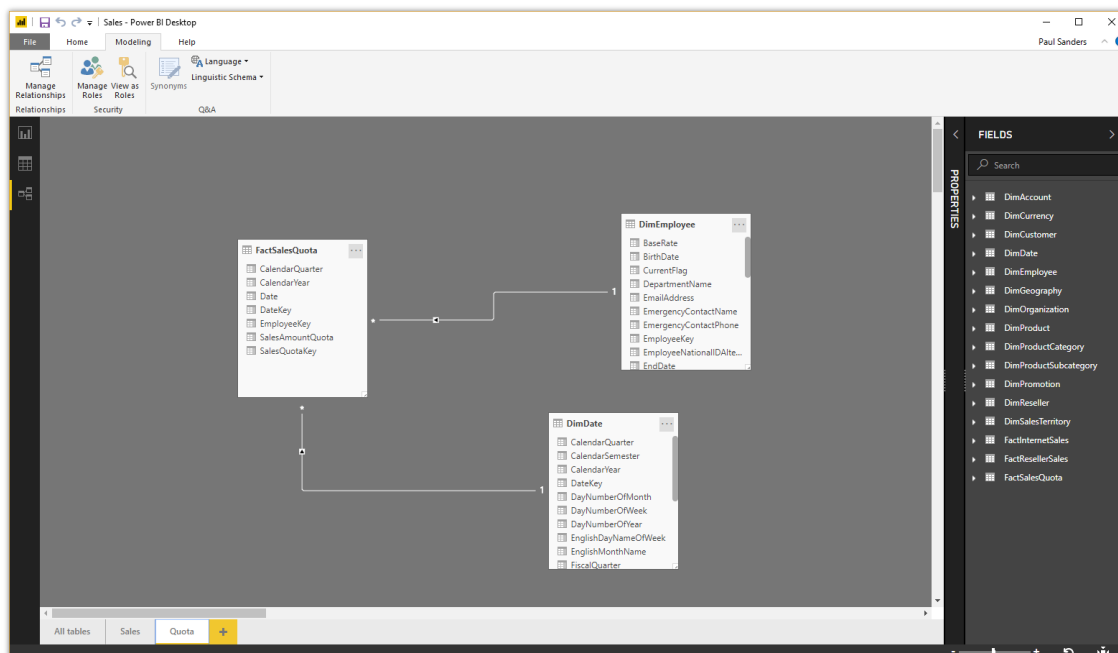 Sales - Power BI Desktop
File Home Modeling Help Paul Sanders
Manage Relationships
Manage Roles
View as Roles
Synonyms
Language
Linguistic Schema
Relationships Security Q&A
FactSalesQuota
CalendarQuarter
CalendarYear
Date
DateKey
EmployeeKey
SalesAmountQuota
SalesQuotaKey
*
1
DimEmployee
BaseRate
BirthDate
CurrentFlag
DepartmentName
EmailAddress
EmergencyContactName
EmergencyContactPhone
EmployeeKey
EmployeeNationalIDAlte...
EndDate
*
1
DimDate
CalendarQuarter
CalendarSemester
CalendarYear
DateKey
DayNumberOfMonth
DayNumberOfWeek
DayNumberOfYear
EnglishDayNameOfWeek
EnglishMonthName
FiscalQuarter
PROPERTIES
FIELDS
Search
DimAccount
DimCurrency
DimCustomer
DimDate
DimEmployee
DimGeography
DimOrganization
DimProduct
DimProductCategory
DimProductSubcategory
DimPromotion
DimReseller
DimSalesTerritory
FactInternetSales
FactResellerSales
FactSalesQuota
All tables Sales Quota +